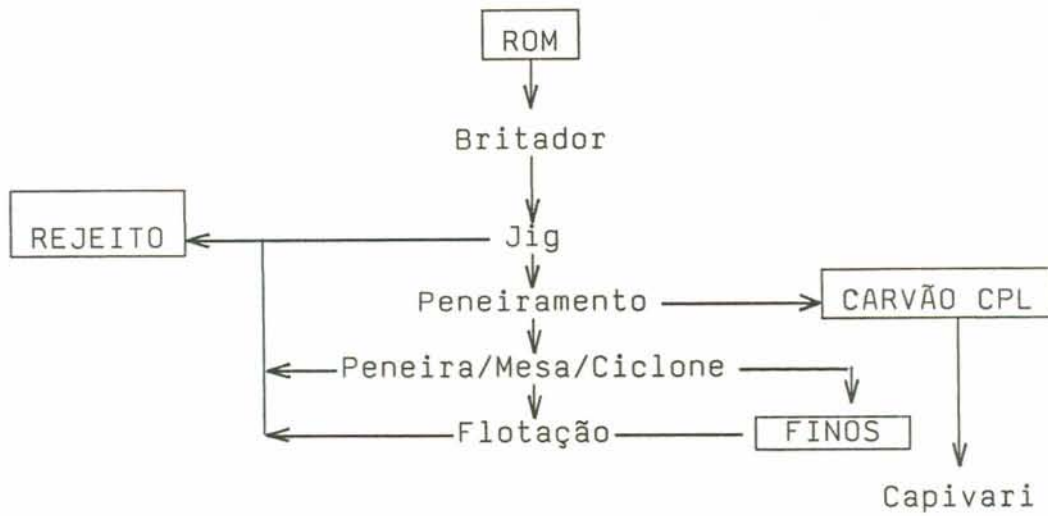 ROM
Britador
REJEITO
Jig
Peneiramento
CARVÃO CPL
Peneira/Mesa/Ciclone
Flotação
FINOS
Capivari